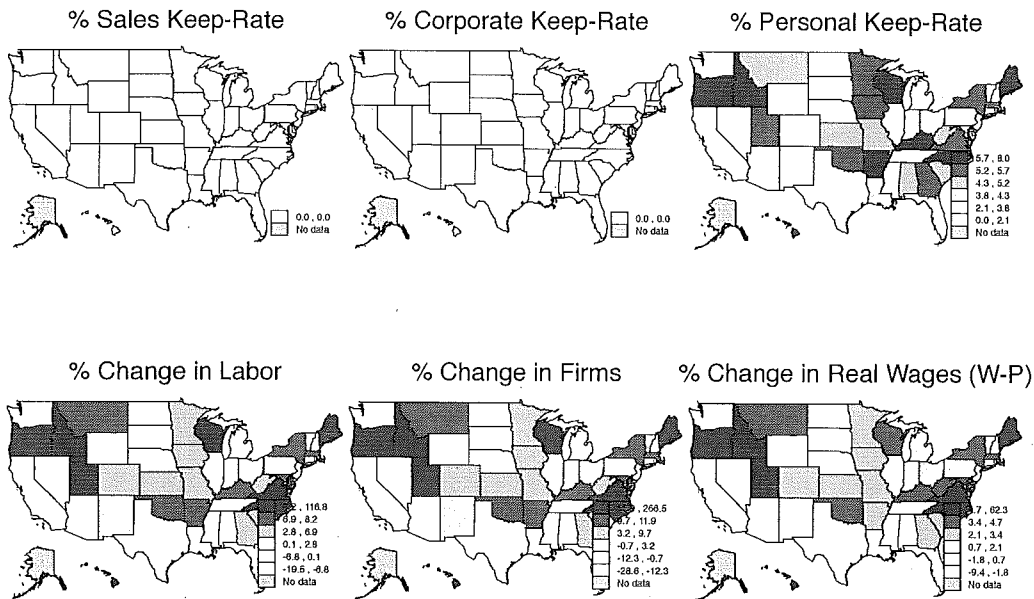 % Sales Keep-Rate
% Corporate Keep-Rate
% Personal Keep-Rate
0.0 , 0.0
No data
0.0 , 0.0
No data
5.7 , 8.0
5.2 , 5.7
4.3 , 5.2
3.8 , 4.3
2.1 , 3.8
0.0 , 2.1
No data
% Change in Labor
% Change in Firms
% Change in Real Wages (W-P)
, 116.8
6.9 , 8.2
2.8 , 6.9
0.1 , 2.8
-6.8 , 0.1
-19.5 , -6.8
No data
, 266.5
, 11.9
3.2 , 9.7
-0.7 , 3.2
-12.3 , -0.7
-28.6 , -12.3
No data
, 62.3
3.4 , 4.7
2.1 , 3.4
0.7 , 2.1
-1.8 , 0.7
-9.4 , -1.8
No data